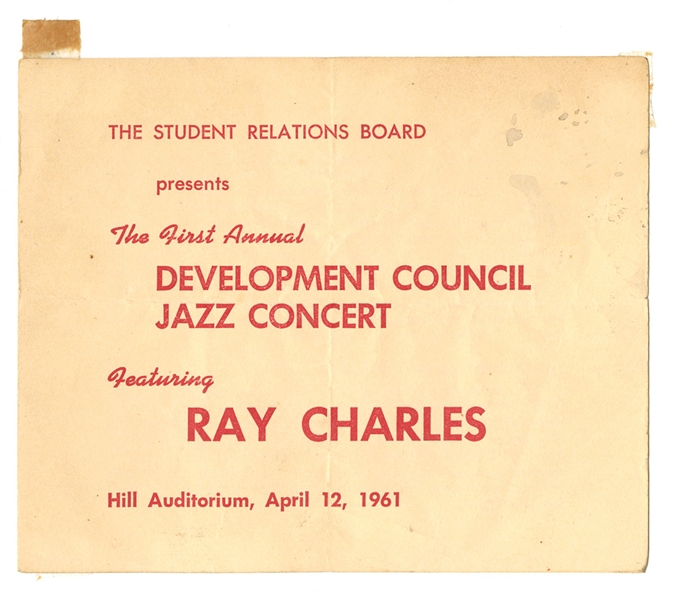 THE STUDENT RELATIONS BOARD
presents
The First Annual
DEVELOPMENT COUNCIL
JAZZ CONCERT
Featuring
RAY CHARLES
Hill Auditorium, April 12, 1961